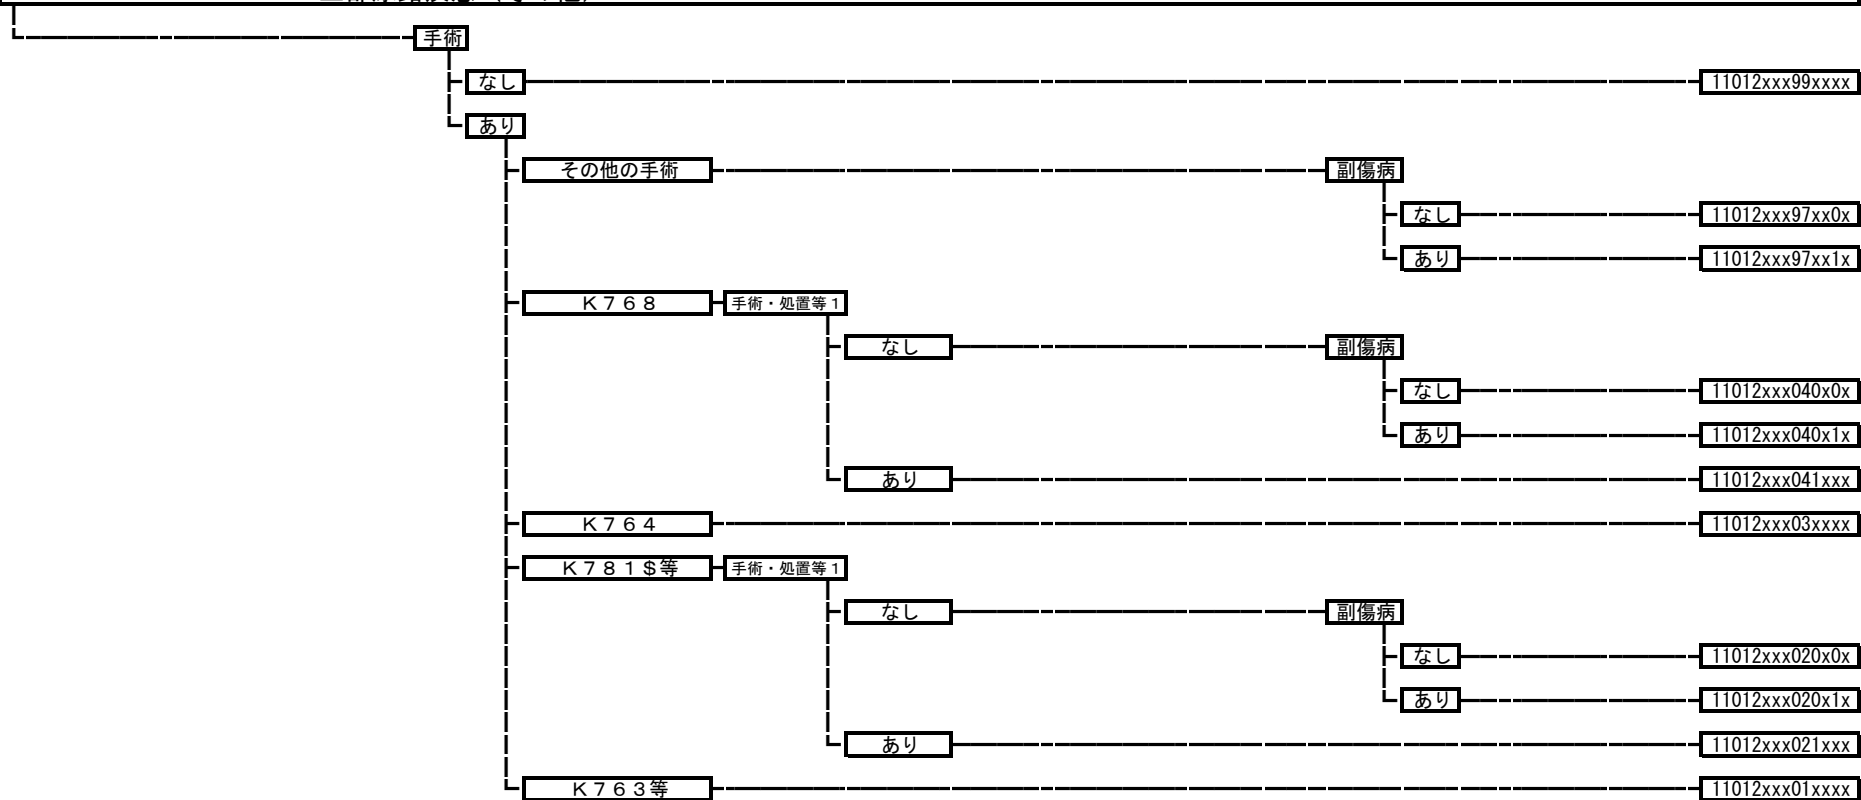 手術
なし 11012xxx99xxxx
あり
その他の手術 副傷病
なし 11012xxx97xx0x
あり 11012xxx97xx1x
K768 手術・処置等1
なし 副傷病
なし 11012xxx040x0x
あり 11012xxx040x1x
あり 11012xxx041xxx
K764 11012xxx03xxxx
K781$等 手術・処置等1
なし 副傷病
なし 11012xxx020x0x
あり 11012xxx020x1x
あり 11012xxx021xxx
K763等 11012xxx01xxxx